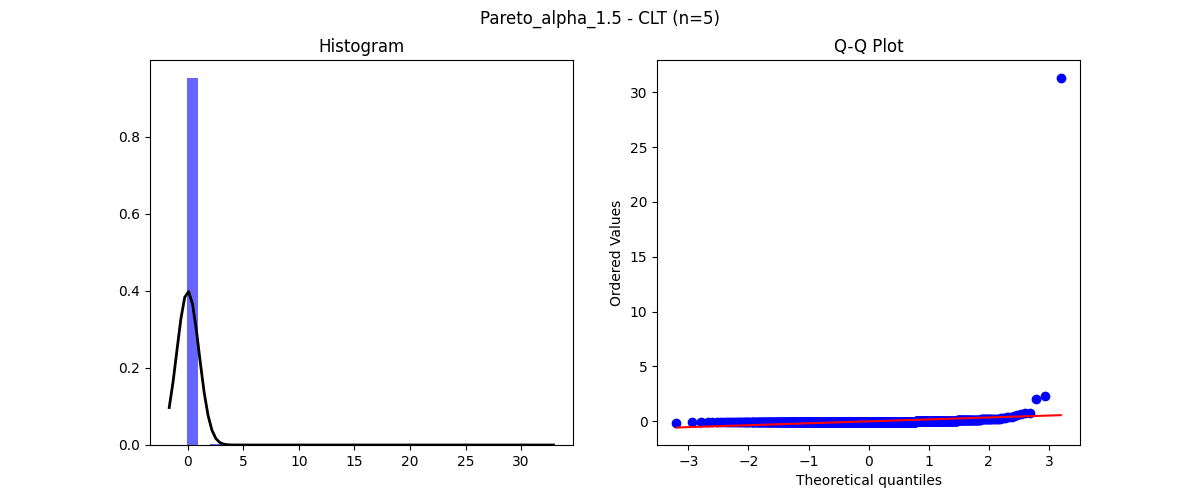 Pareto_alpha_1.5 - CLT (n=5)
Histogram
0.8
0.6
0.4
0.2
0.0
0 5 10 15 20 25 30
Q-Q Plot
Ordered Values
30
25
20
15
10
5
0
−3 −2 −1 0 1 2 3
Theoretical quantiles